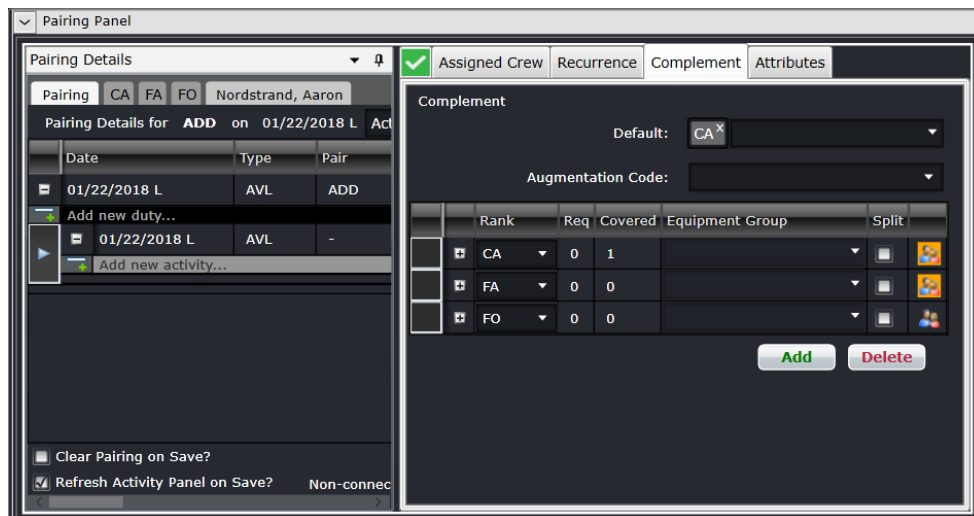 Pairing Panel
Pairing Details
Pairing CA FA FO Nordstrand, Aaron
Pairing Details for ADD on 01/22/2018 L Act
Date Type Pair
01/22/2018 L AVL ADD
Add new duty...
01/22/2018 L AVL -
Add new activity...
Clear Pairing on Save?
Refresh Activity Panel on Save? Non-connec
Assigned Crew Recurrence Complement Attributes
Complement
Default: CA x
Augmentation Code:
Rank Req Covered Equipment Group Split
CA 0 1
FA 0 0
FO 0 0
Add Delete